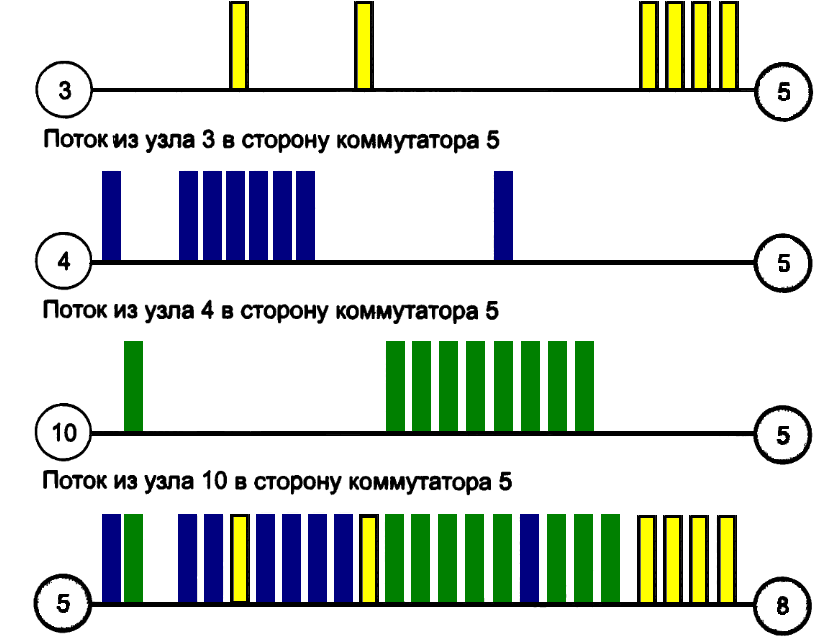 3 5
Поток из узла 3 в сторону коммутатора 5
4 5
Поток из узла 4 в сторону коммутатора 5
10 5
Поток из узла 10 в сторону коммутатора 5
5 8